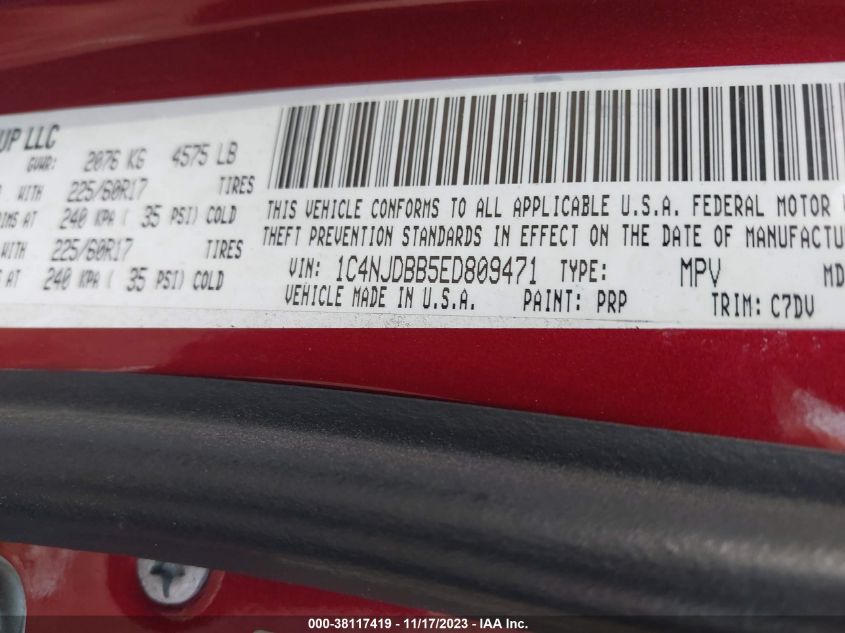 UP LLC
GVWR: 2076 KG 4575 LB
WITH 225/60R17 TIRES
IMS AT 240 KPA ( 35 PSI) COLD
WITH 225/60R17 TIRES
AT 240 KPA ( 35 PSI) COLD
THIS VEHICLE CONFORMS TO ALL APPLICABLE U.S.A. FEDERAL MOTOR
THEFT PREVENTION STANDARDS IN EFFECT ON THE DATE OF MANUFACTU
VIN: 1C4NJDBB5ED809471 TYPE: MPV MD
VEHICLE MADE IN U.S.A. PAINT: PRP TRIM: C7DV
000-38117419 - 11/17/2023 - IAA Inc.